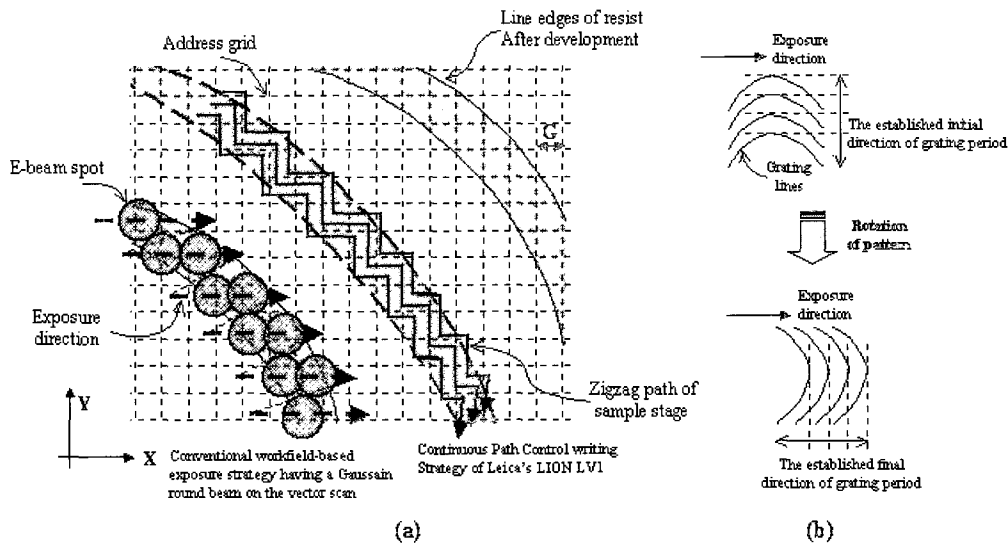 Line edges of resist
After development
Address grid
G
E-beam spot
Exposure
direction
Zigzag path of
sample stage
Y
X
Conventional workfield-based
exposure strategy having a Gaussain
round beam on the vector scan
Continuous Path Control writing
Strategy of Leica's LION LV1
(a)
Exposure
direction
The established initial
direction of grating period
Grating
lines
Rotation
of pattern
Exposure
direction
The established final
direction of grating period
(b)